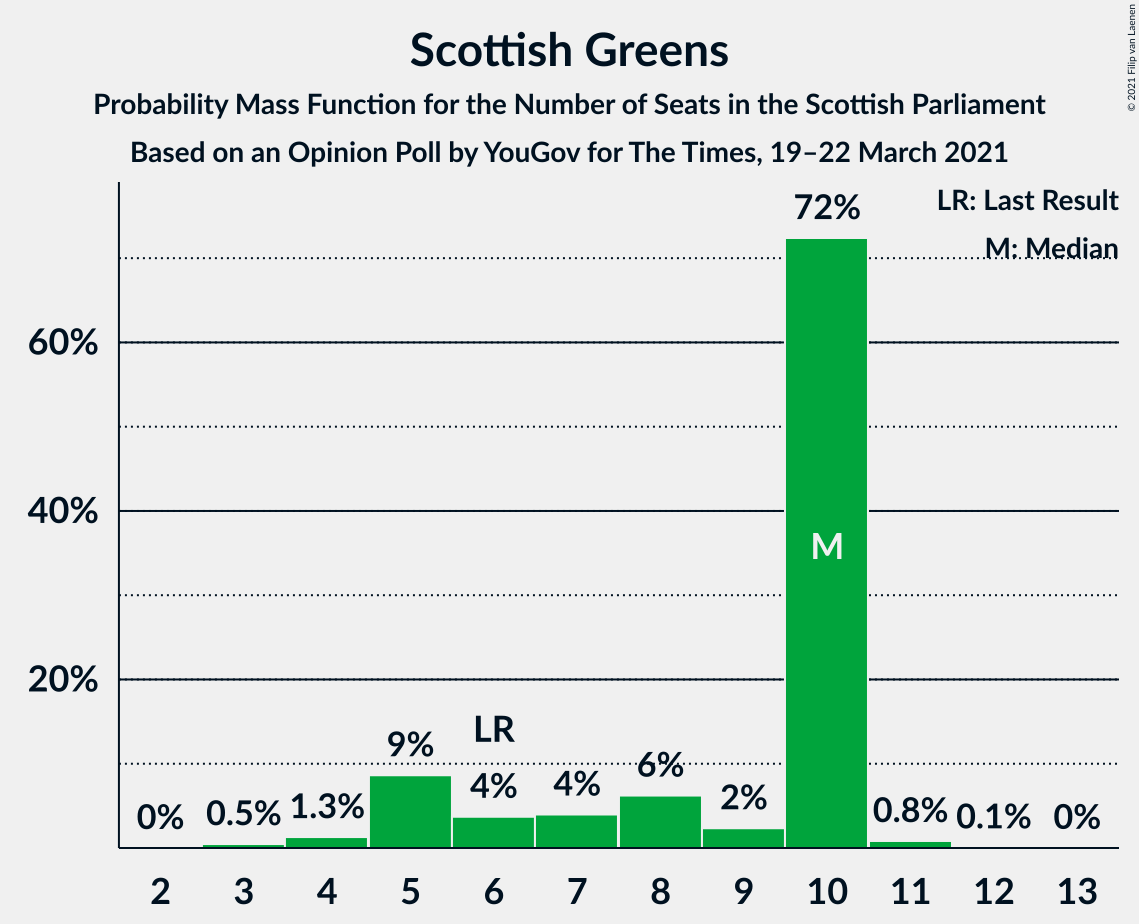 © 2021 Filip van Laenen
Scottish Greens
Probability Mass Function for the Number of Seats in the Scottish Parliament
Based on an Opinion Poll by YouGov for The Times, 19–22 March 2021
LR: Last Result
M: Median
72%
60%
40%
20%
M
LR
0%
0.5%
1.3%
9%
4%
4%
6%
2%
0.8%
0.1%
0%
2 3 4 5 6 7 8 9 10 11 12 13